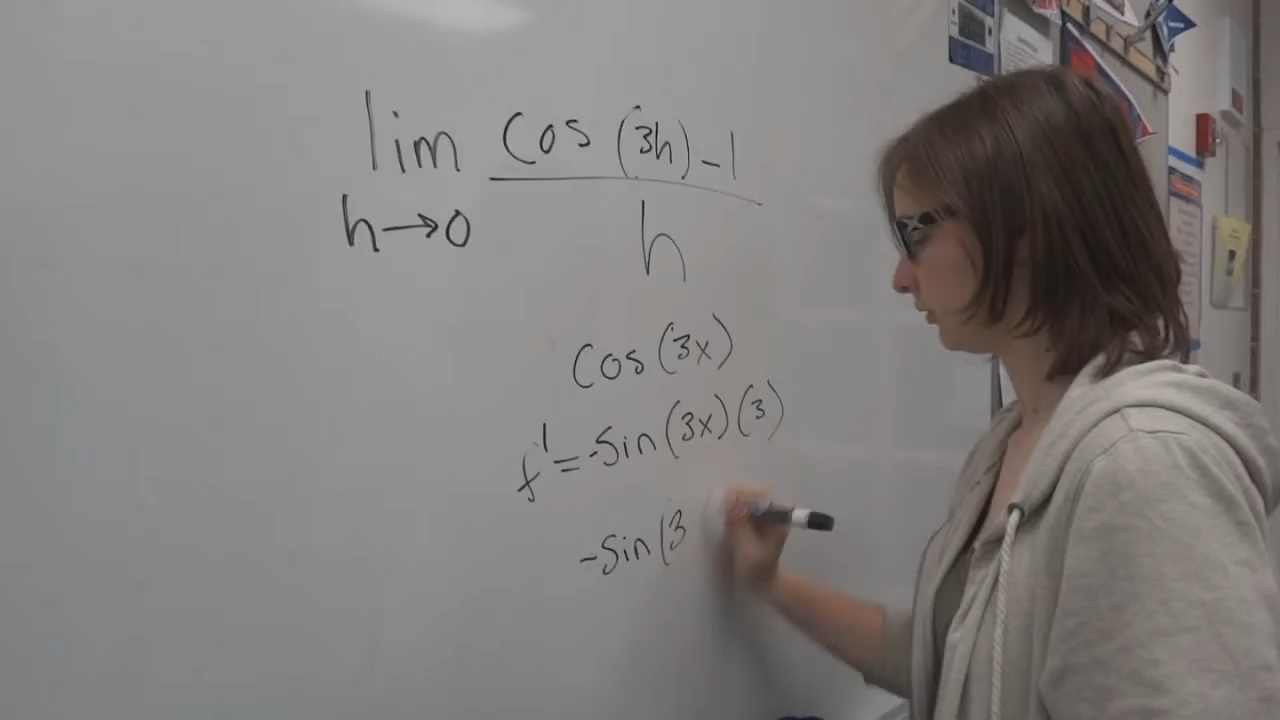 lim cos (3h) - 1
h→0 h
cos (3x)
f' = -sin (3x) (3)
-sin (3